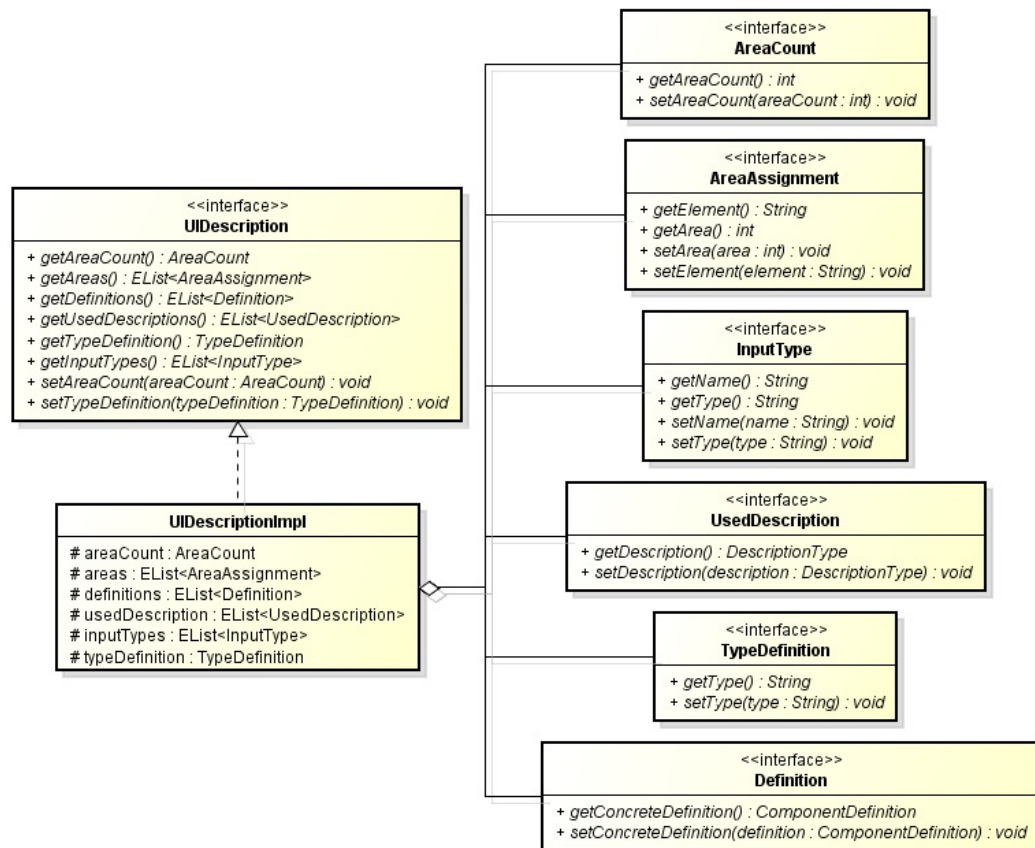 <<interface>>
AreaCount
+ getAreaCount() : int
+ setAreaCount(areaCount : int) : void
<<interface>>
AreaAssignment
+ getElement() : String
+ getArea() : int
+ setArea(area : int) : void
+ setElement(element : String) : void
<<interface>>
UIDescription
+ getAreaCount() : AreaCount
+ getAreas() : EList<AreaAssignment>
+ getDefinitions() : EList<Definition>
+ getUsedDescriptions() : EList<UsedDescription>
+ getTypeDefinition() : TypeDefinition
+ getInputTypes() : EList<InputType>
+ setAreaCount(areaCount : AreaCount) : void
+ setTypeDefinition(typeDefinition : TypeDefinition) : void
<<interface>>
InputType
+ getName() : String
+ getType() : String
+ setName(name : String) : void
+ setType(type : String) : void
UIDescriptionImpl
# areaCount : AreaCount
# areas : EList<AreaAssignment>
# definitions : EList<Definition>
# usedDescription : EList<UsedDescription>
# inputTypes : EList<InputType>
# typeDefinition : TypeDefinition
<<interface>>
UsedDescription
+ getDescription() : DescriptionType
+ setDescription(description : DescriptionType) : void
<<interface>>
TypeDefinition
+ getType() : String
+ setType(type : String) : void
<<interface>>
Definition
+ getConcreteDefinition() : ComponentDefinition
+ setConcreteDefinition(definition : ComponentDefinition) : void